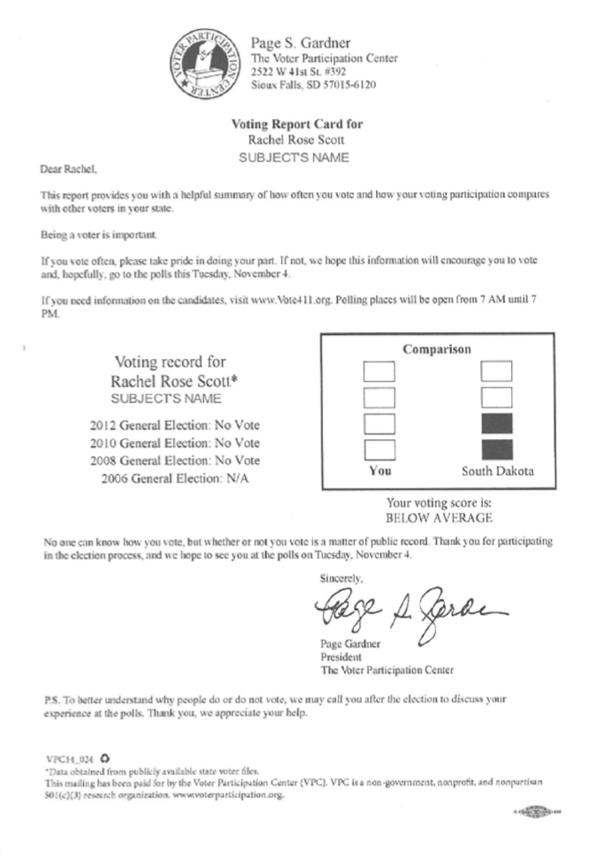 VOTER PARTICIPATION CENTER
Page S. Gardner
The Voter Participation Center
2522 W 41st St. #392
Sioux Falls, SD 57015-6120
Voting Report Card for
Rachel Rose Scott
SUBJECT'S NAME
Dear Rachel,
This report provides you with a helpful summary of how often you vote and how your voting participation compares
with other voters in your state.
Being a voter is important.
If you vote often, please take pride in doing your part. If not, we hope this information will encourage you to vote
and, hopefully, go to the polls this Tuesday, November 4.
If you need information on the candidates, visit www.Vote411.org. Polling places will be open from 7 AM until 7
PM.
Voting record for
Rachel Rose Scott*
SUBJECT'S NAME
2012 General Election: No Vote
2010 General Election: No Vote
2008 General Election: No Vote
2006 General Election: N/A
Comparison
You South Dakota
Your voting score is:
BELOW AVERAGE
No one can know how you vote, but whether or not you vote is a matter of public record. Thank you for participating
in the election process, and we hope to see you at the polls on Tuesday, November 4.
Sincerely,
Page S. Gardner
Page Gardner
President
The Voter Participation Center
P.S. To better understand why people do or do not vote, we may call you after the election to discuss your
experience at the polls. Thank you, we appreciate your help.
VPC14_024
*Data obtained from publicly available state voter files.
This mailing has been paid for by the Voter Participation Center (VPC). VPC is a non-government, nonprofit, and nonpartisan
501(c)(3) research organization. www.voterparticipation.org.